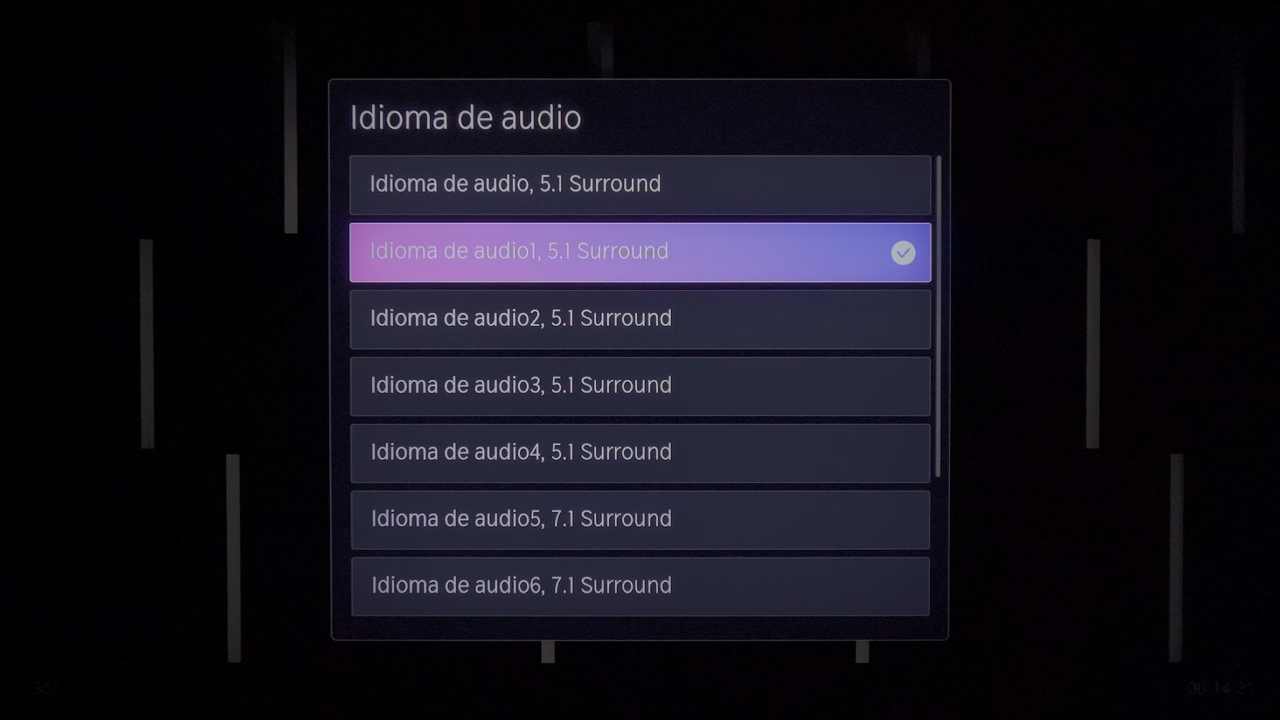 Idioma de audio
Idioma de audio, 5.1 Surround
Idioma de audio1, 5.1 Surround
Idioma de audio2, 5.1 Surround
Idioma de audio3, 5.1 Surround
Idioma de audio4, 5.1 Surround
Idioma de audio5, 7.1 Surround
Idioma de audio6, 7.1 Surround